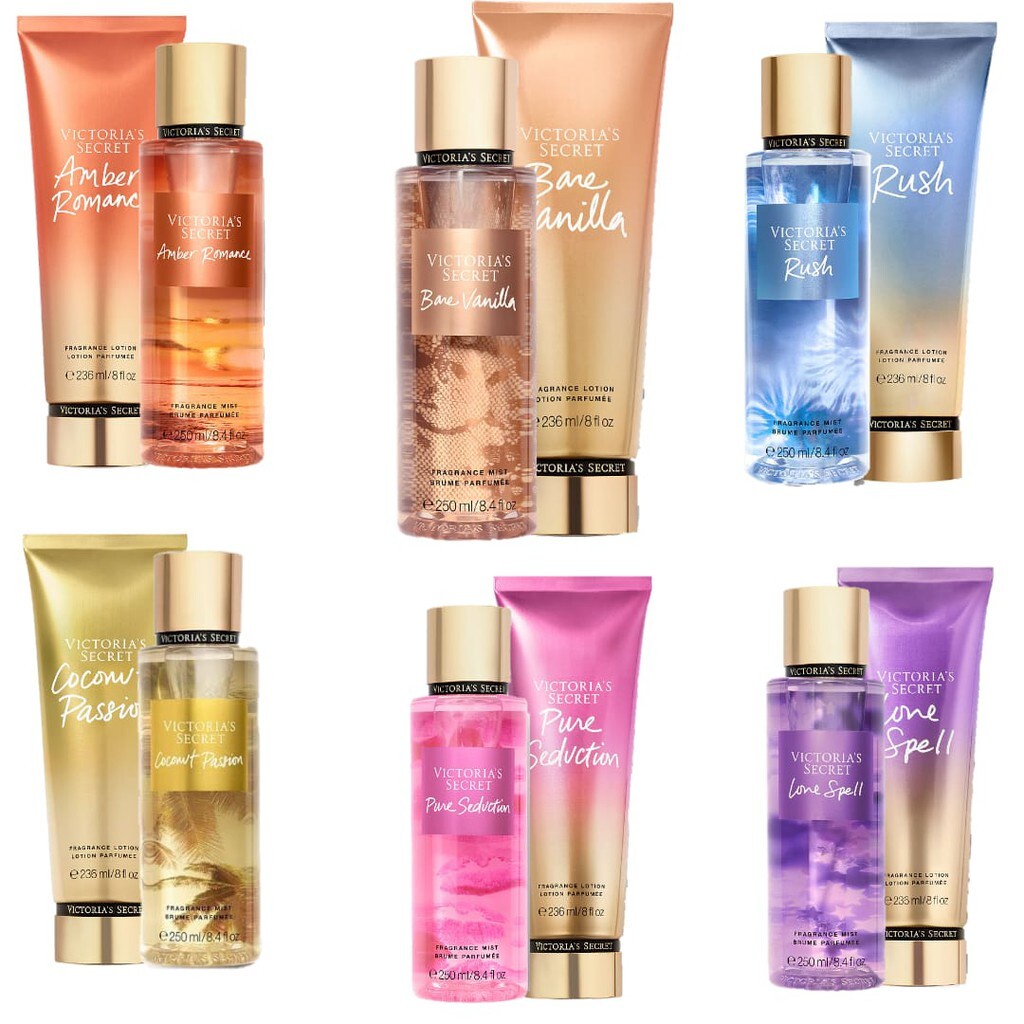 VICTORIA'S
SECRET
Amber
Romance
FRAGRANCE LOTION
LOTION PARFUMÉE
℮ 236 ml/8 fl oz
VICTORIA'S SECRET
VICTORIA'S SECRET
VICTORIA'S
SECRET
Amber Romance
FRAGRANCE MIST
BRUME PARFUMÉE
℮ 250 ml/8.4 fl oz
VICTORIA'S SECRET
VICTORIA'S
SECRET
Bare Vanilla
FRAGRANCE MIST
BRUME PARFUMÉE
℮ 250 ml/8.4 fl oz
VICTORIA'S
SECRET
Bare
Vanilla
FRAGRANCE LOTION
LOTION PARFUMÉE
℮ 236 ml/8 fl oz
VICTORIA'S SECRET
VICTORIA'S SECRET
VICTORIA'S
SECRET
Rush
FRAGRANCE MIST
BRUME PARFUMÉE
℮ 250 ml/8.4 fl oz
VICTORIA'S
SECRET
Rush
FRAGRANCE LOTION
LOTION PARFUMÉE
℮ 236 ml/8 fl oz
VICTORIA'S SECRET
VICTORIA'S
SECRET
Coconut
Passion
FRAGRANCE LOTION
LOTION PARFUMÉE
℮ 236 ml/8 fl oz
VICTORIA'S SECRET
VICTORIA'S SECRET
VICTORIA'S
SECRET
Coconut Passion
FRAGRANCE MIST
BRUME PARFUMÉE
℮ 250 ml/8.4 fl oz
VICTORIA'S SECRET
VICTORIA'S
SECRET
Pure Seduction
FRAGRANCE MIST
BRUME PARFUMÉE
℮ 250 ml/8.4 fl oz
VICTORIA'S
SECRET
Pure
Seduction
FRAGRANCE LOTION
LOTION PARFUMÉE
℮ 236 ml/8 fl oz
VICTORIA'S SECRET
VICTORIA'S SECRET
VICTORIA'S
SECRET
Love Spell
FRAGRANCE MIST
BRUME PARFUMÉE
℮ 250 ml/8.4 fl oz
VICTORIA'S
SECRET
Love
Spell
FRAGRANCE LOTION
LOTION PARFUMÉE
℮ 236 ml/8 fl oz
VICTORIA'S SECRET